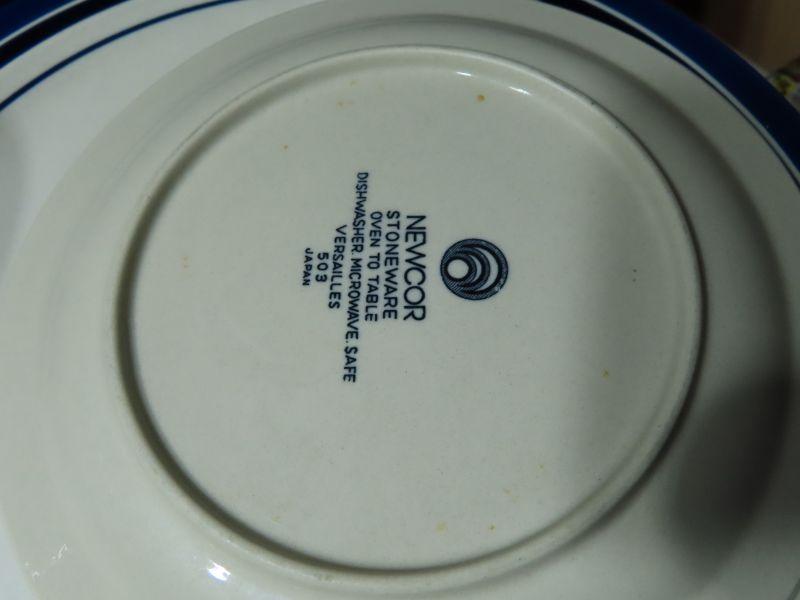 NEWCOR
STONEWARE
OVEN TO TABLE
DISHWASHER. MICROWAVE. SAFE
VERSAILLES
503
JAPAN